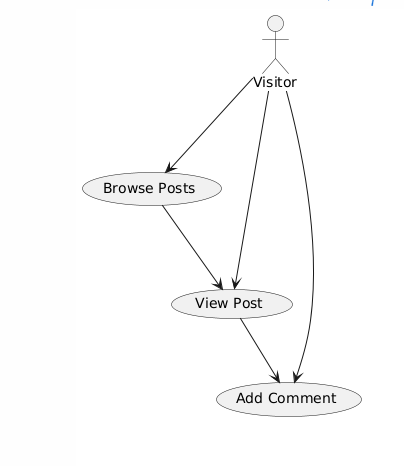 Visitor
Browse Posts
View Post
Add Comment